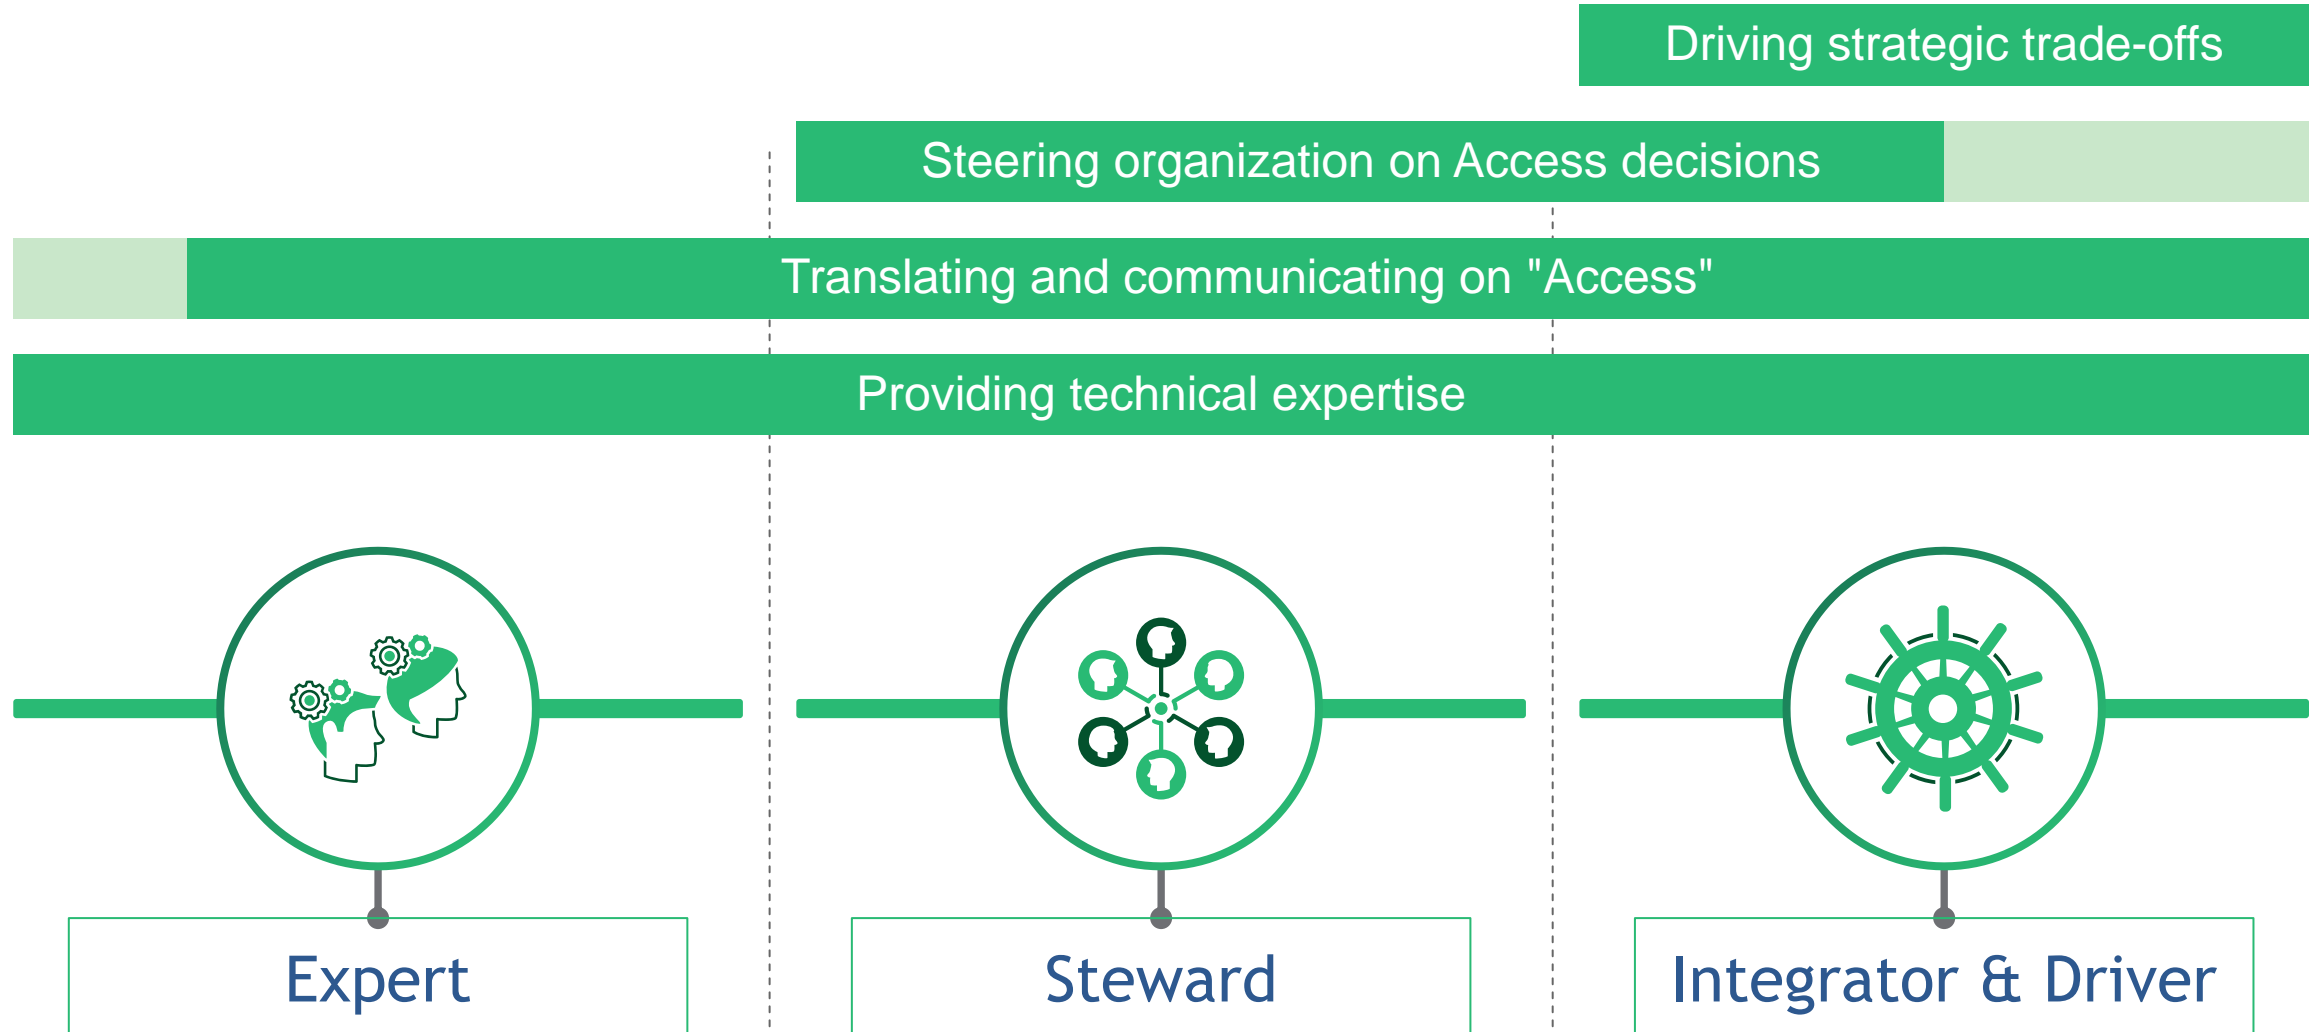 Driving strategic trade-offs
Steering organization on Access decisions
Translating and communicating on "Access"
Providing technical expertise
Expert
Steward
Integrator & Driver